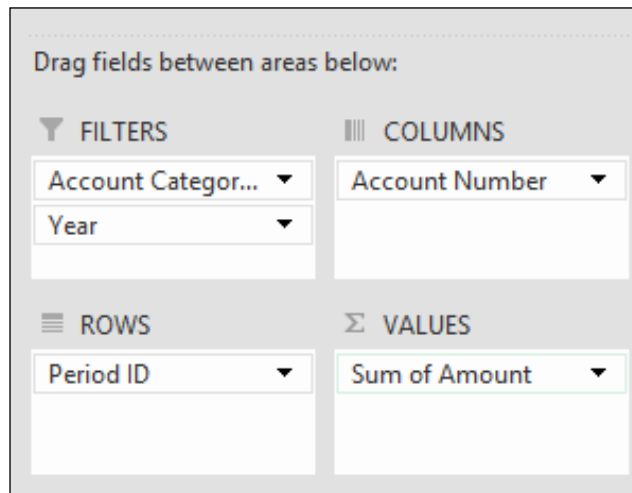 Drag fields between areas below:
FILTERS
Account Categor...
Year
COLUMNS
Account Number
ROWS
Period ID
Σ VALUES
Sum of Amount